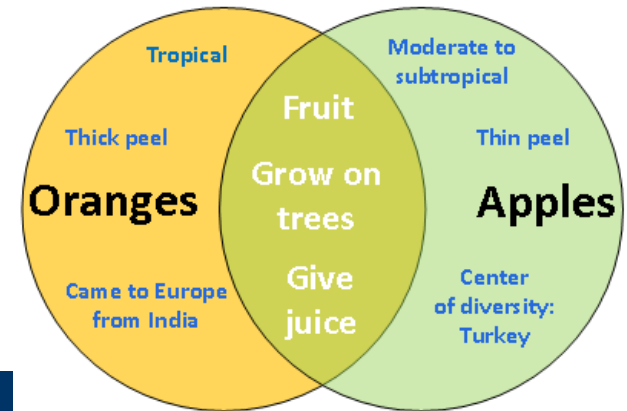 Tropical
Thick peel
Oranges
Came to Europe
from India
Fruit
Grow on
trees
Give
juice
Moderate to
subtropical
Thin peel
Apples
Center
of diversity:
Turkey